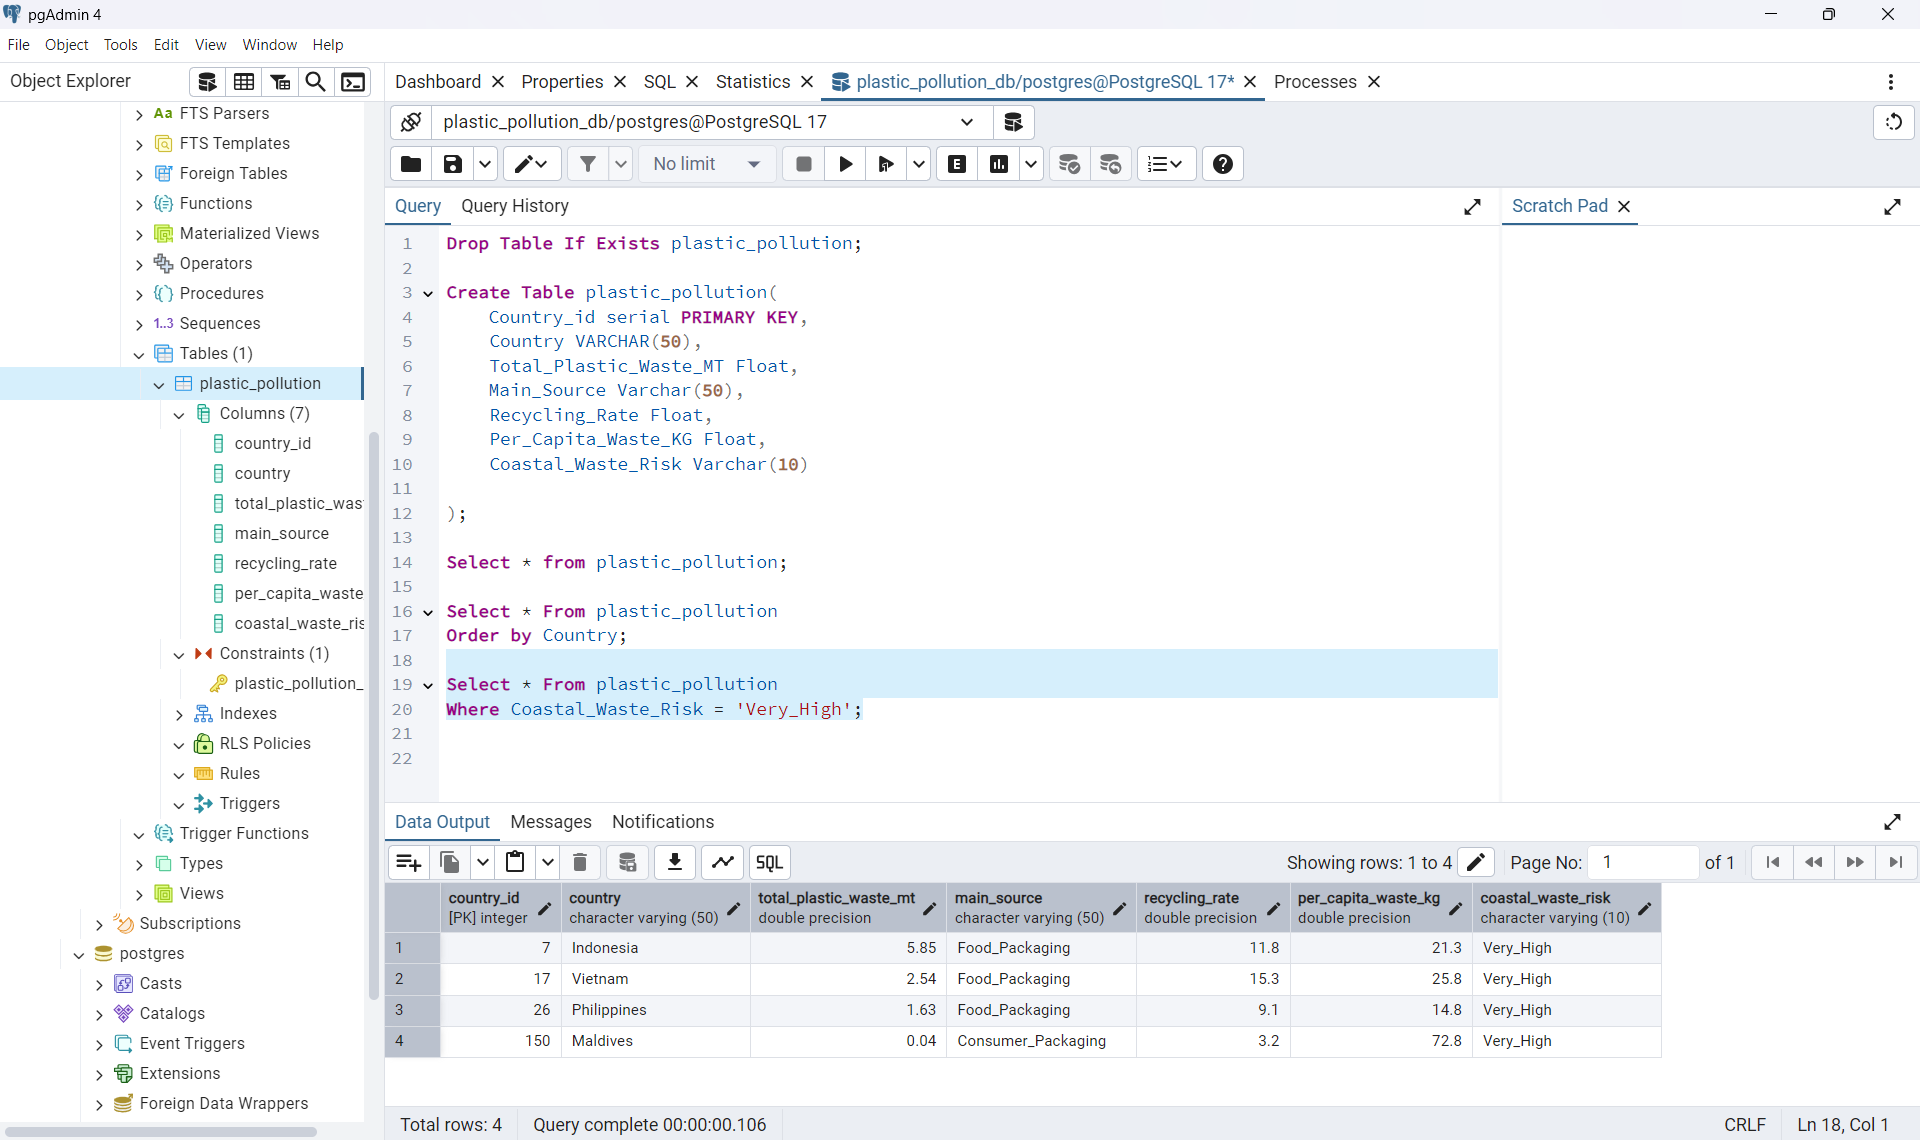 pgAdmin 4
File Object Tools Edit View Window Help
Object Explorer
Dashboard Properties SQL Statistics plastic_pollution_db/postgres@PostgreSQL 17* Processes
plastic_pollution_db/postgres@PostgreSQL 17
No limit
E
Query Query History
Scratch Pad
Aa FTS Parsers
FTS Templates
Foreign Tables
Functions
Materialized Views
Operators
Procedures
1..3 Sequences
Tables (1)
plastic_pollution
Columns (7)
country_id
country
total_plastic_was
main_source
recycling_rate
per_capita_waste
coastal_waste_ris
Constraints (1)
plastic_pollution_
Indexes
RLS Policies
Rules
Triggers
Trigger Functions
Types
Views
Subscriptions
postgres
Casts
Catalogs
Event Triggers
Extensions
Foreign Data Wrappers
1 Drop Table If Exists plastic_pollution;
2
3 Create Table plastic_pollution(
4 Country_id serial PRIMARY KEY,
5 Country VARCHAR(50),
6 Total_Plastic_Waste_MT Float,
7 Main_Source Varchar(50),
8 Recycling_Rate Float,
9 Per_Capita_Waste_KG Float,
10 Coastal_Waste_Risk Varchar(10)
11
12 );
13
14 Select * from plastic_pollution;
15
16 Select * From plastic_pollution
17 Order by Country;
18
19 Select * From plastic_pollution
20 Where Coastal_Waste_Risk = 'Very_High';
21
22
Data Output Messages Notifications
SQL Showing rows: 1 to 4 Page No: 1 of 1
country_id country total_plastic_waste_mt main_source recycling_rate per_capita_waste_kg coastal_waste_risk
[PK] integer character varying (50) double precision character varying (50) double precision double precision character varying (10)
1 7 Indonesia 5.85 Food_Packaging 11.8 21.3 Very_High
2 17 Vietnam 2.54 Food_Packaging 15.3 25.8 Very_High
3 26 Philippines 1.63 Food_Packaging 9.1 14.8 Very_High
4 150 Maldives 0.04 Consumer_Packaging 3.2 72.8 Very_High
Total rows: 4 Query complete 00:00:00.106 CRLF Ln 18, Col 1